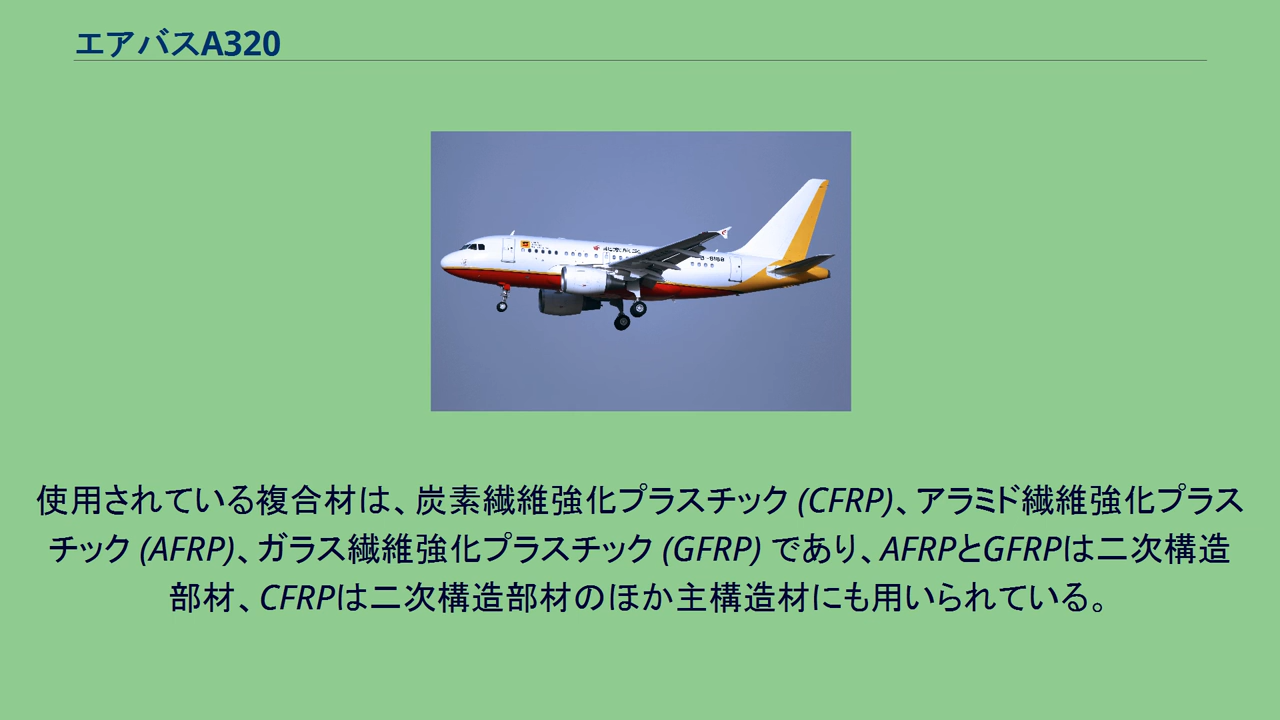 エアバスA320
北京航空
B-6168
使用されている複合材は、炭素繊維強化プラスチック (CFRP)、アラミド繊維強化プラス
チック (AFRP)、ガラス繊維強化プラスチック (GFRP) であり、AFRPとGFRPは二次構造
部材、CFRPは二次構造部材のほか主構造材にも用いられている。